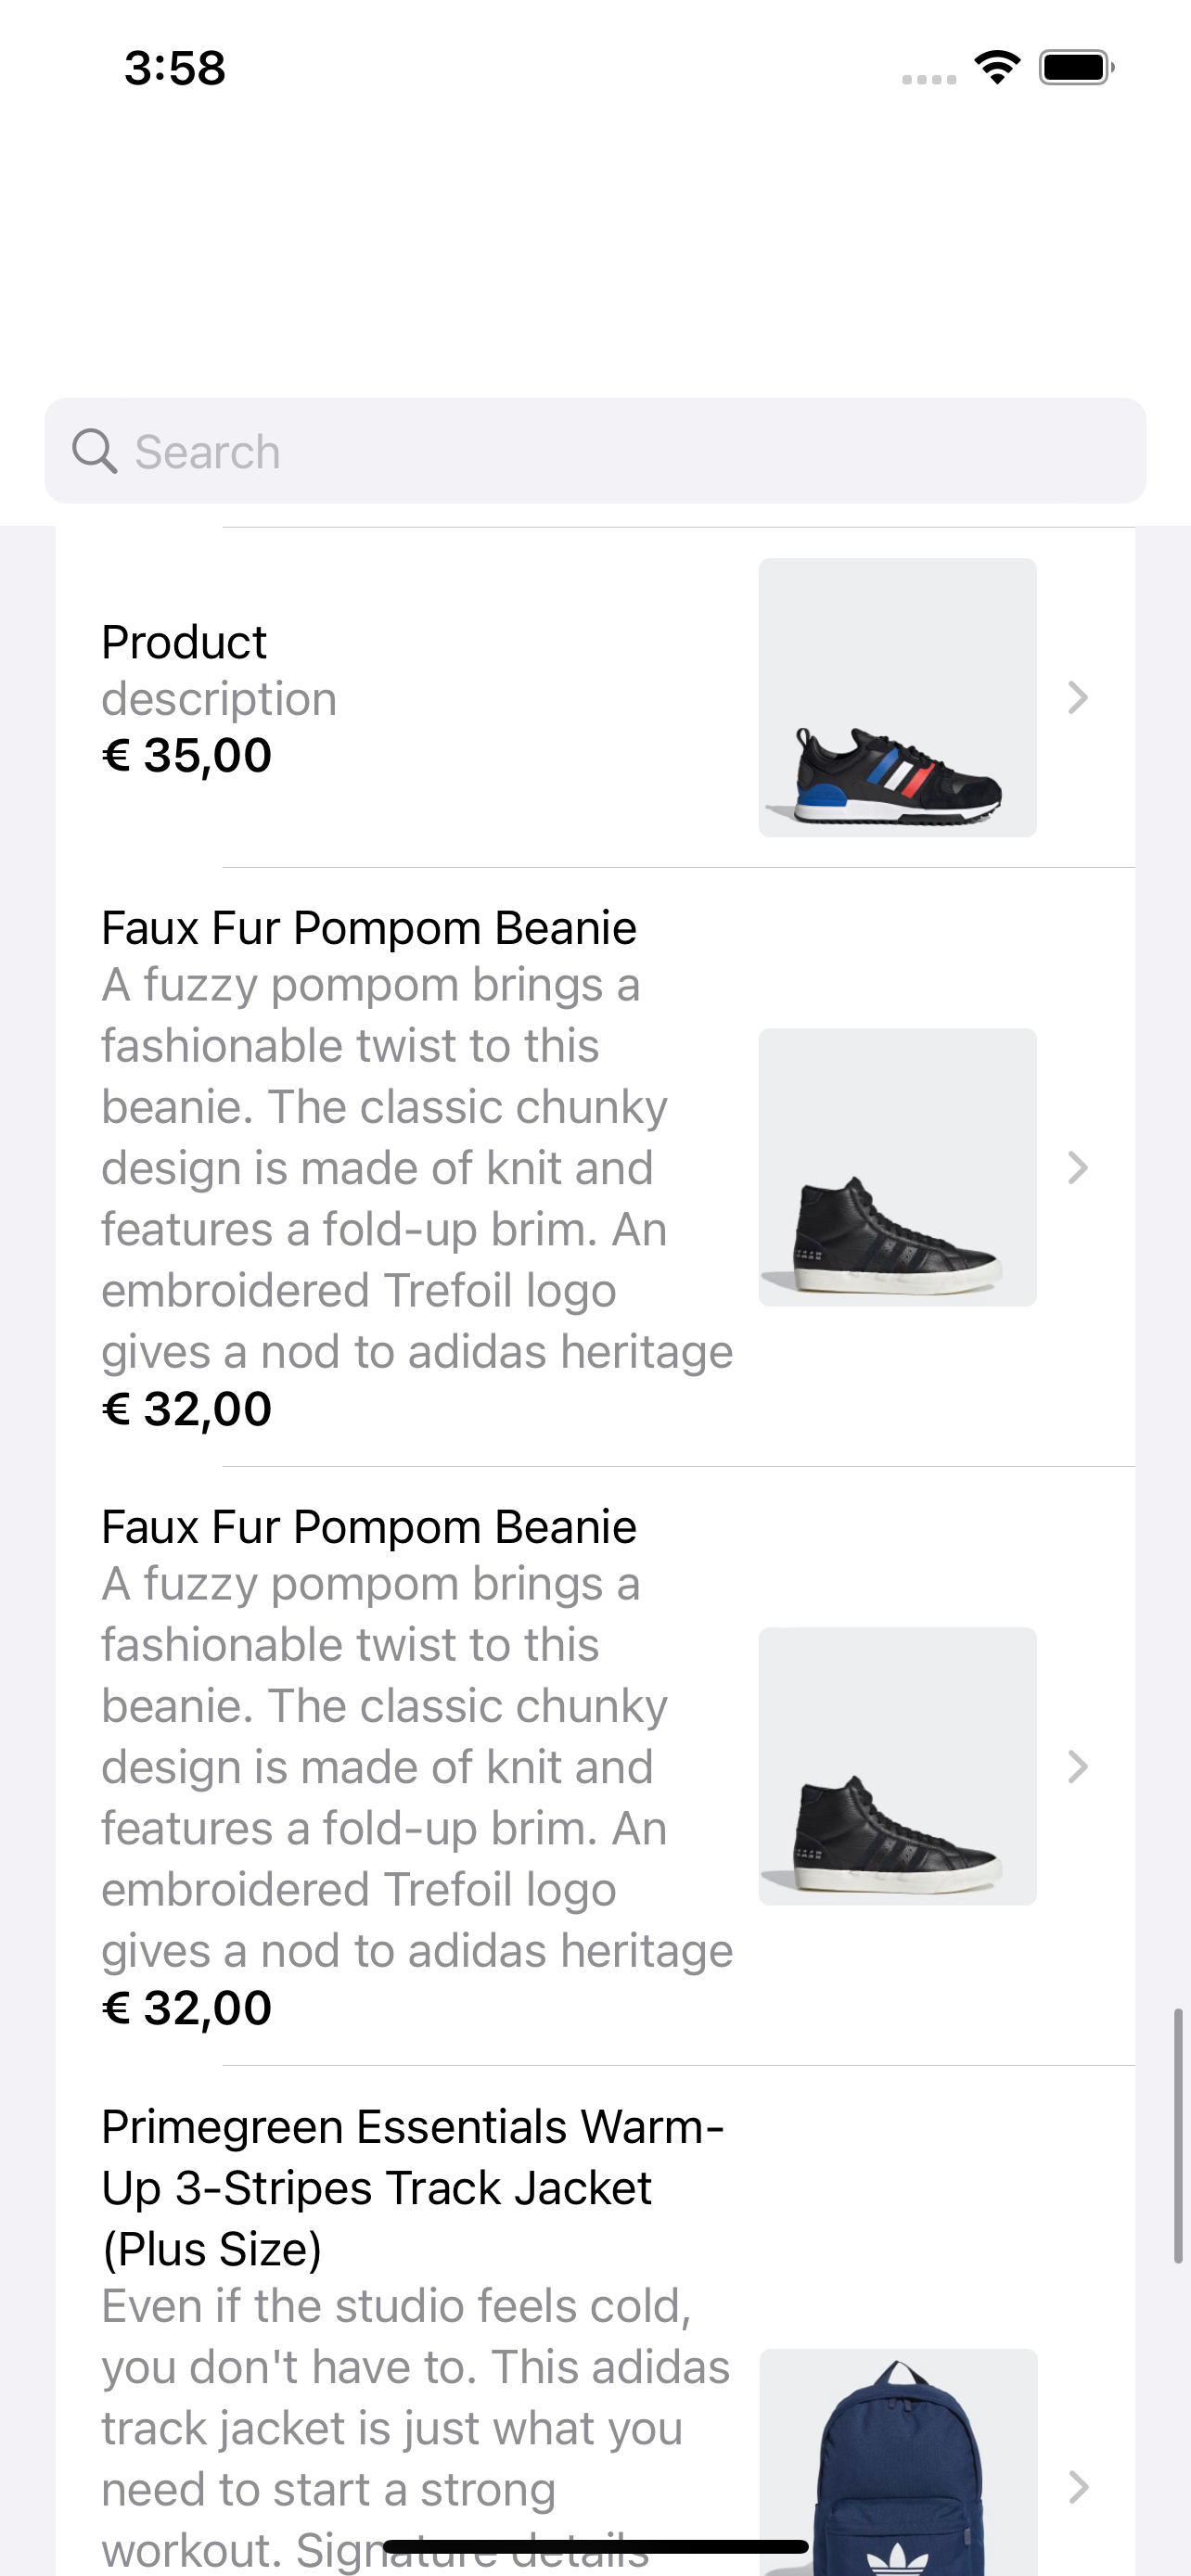 3:58
Search
Product
description
€ 35,00
Faux Fur Pompom Beanie
A fuzzy pompom brings a
fashionable twist to this
beanie. The classic chunky
design is made of knit and
features a fold-up brim. An
embroidered Trefoil logo
gives a nod to adidas heritage
€ 32,00
Faux Fur Pompom Beanie
A fuzzy pompom brings a
fashionable twist to this
beanie. The classic chunky
design is made of knit and
features a fold-up brim. An
embroidered Trefoil logo
gives a nod to adidas heritage
€ 32,00
Primegreen Essentials Warm-
Up 3-Stripes Track Jacket
(Plus Size)
Even if the studio feels cold,
you don't have to. This adidas
track jacket is just what you
need to start a strong
workout. Signature details